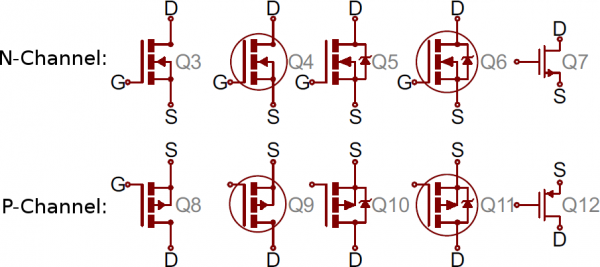 D D D D D
N-Channel: Q3 Q4 Q5 Q6 Q7
G G G G S
S S S S
S S S S S
G
P-Channel: Q8 Q9 Q10 Q11 Q12
D D D D D